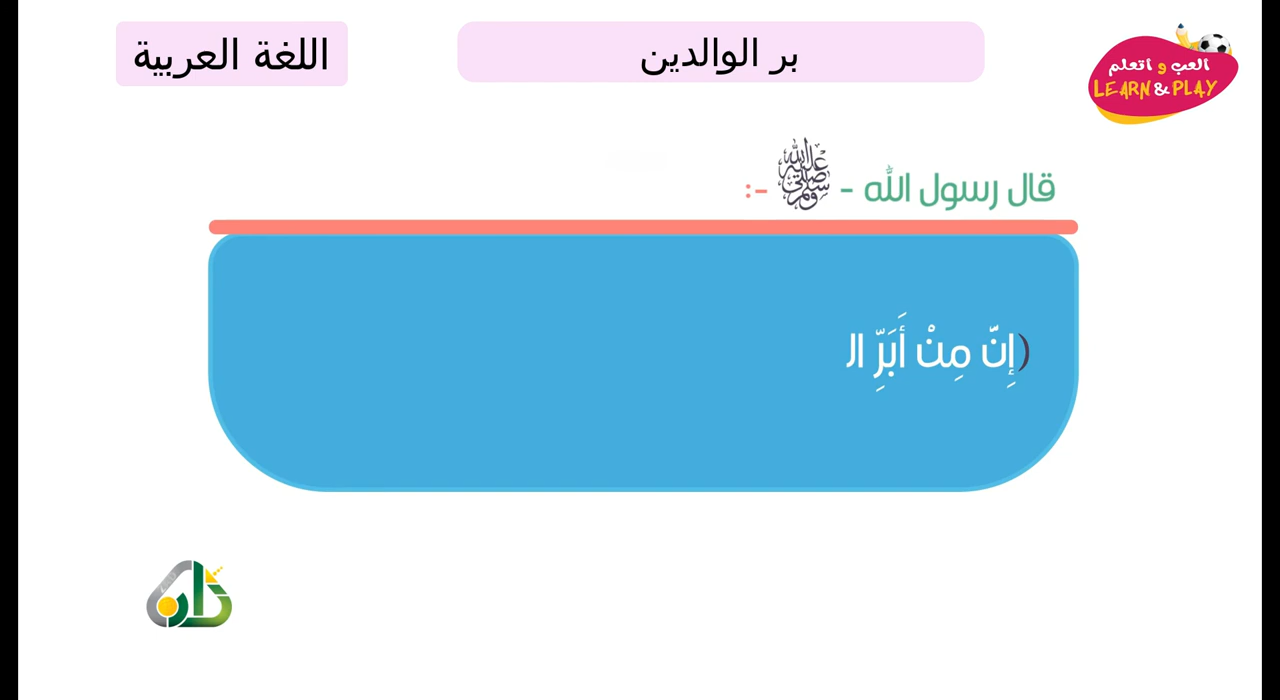 بر الوالدين
اللغة العربية
العب و اتعلم
LEARN & PLAY
قال رسول الله - ﷺ -:
(إِنّ مِنْ أَبَرِّ ال